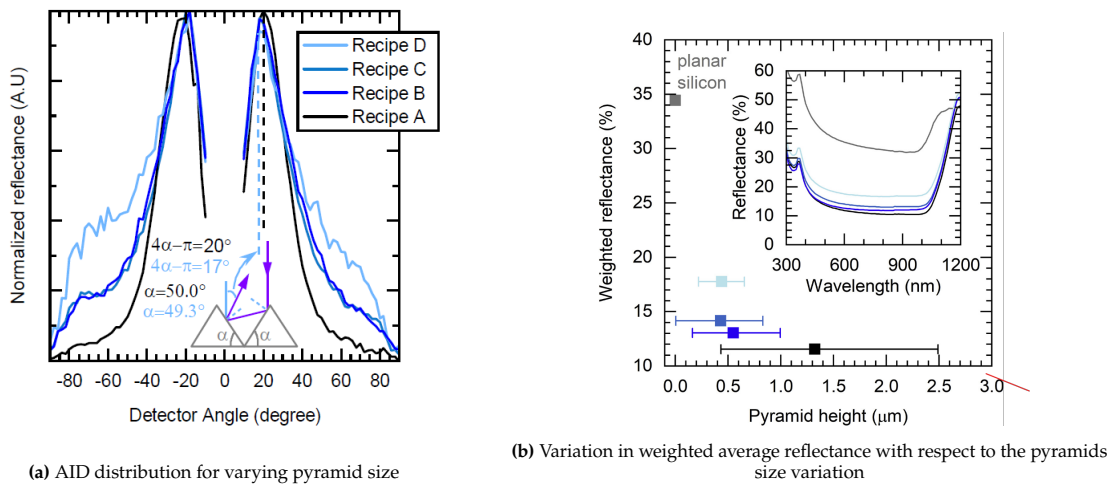 Normalized reflectance (A.U)
Recipe D
Recipe C
Recipe B
Recipe A
4α−π=20°
4α−π=17°
α=50.0°
α=49.3°
α α
-80 -60 -40 -20 0 20 40 60 80
Detector Angle (degree)
(a) AID distribution for varying pyramid size
Weighted reflectance (%)
40
35
30
25
20
15
10
planar
silicon
Reflectance (%)
60
50
40
30
20
10
0
300 600 900 1200
Wavelength (nm)
0.0 0.5 1.0 1.5 2.0 2.5 3.0
Pyramid height (μm)
(b) Variation in weighted average reflectance with respect to the pyramids
size variation